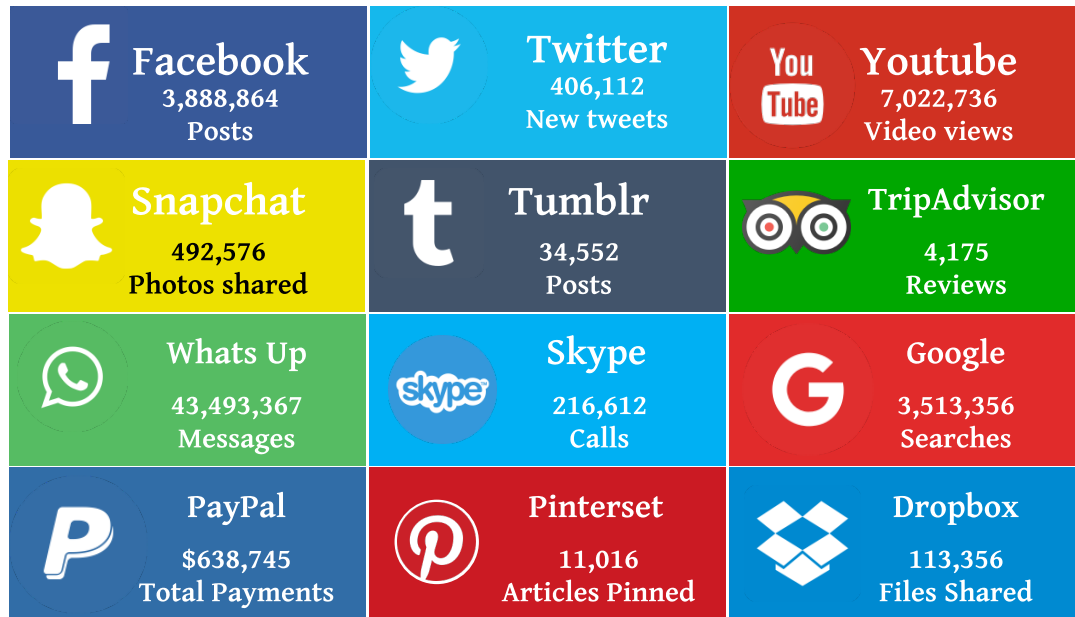 Facebook
3,888,864
Posts
Twitter
406,112
New tweets
You
Tube
Youtube
7,022,736
Video views
Snapchat
492,576
Photos shared
Tumblr
34,552
Posts
TripAdvisor
4,175
Reviews
Whats Up
43,493,367
Messages
skype™
Skype
216,612
Calls
Google
3,513,356
Searches
PayPal
$638,745
Total Payments
Pinterset
11,016
Articles Pinned
Dropbox
113,356
Files Shared